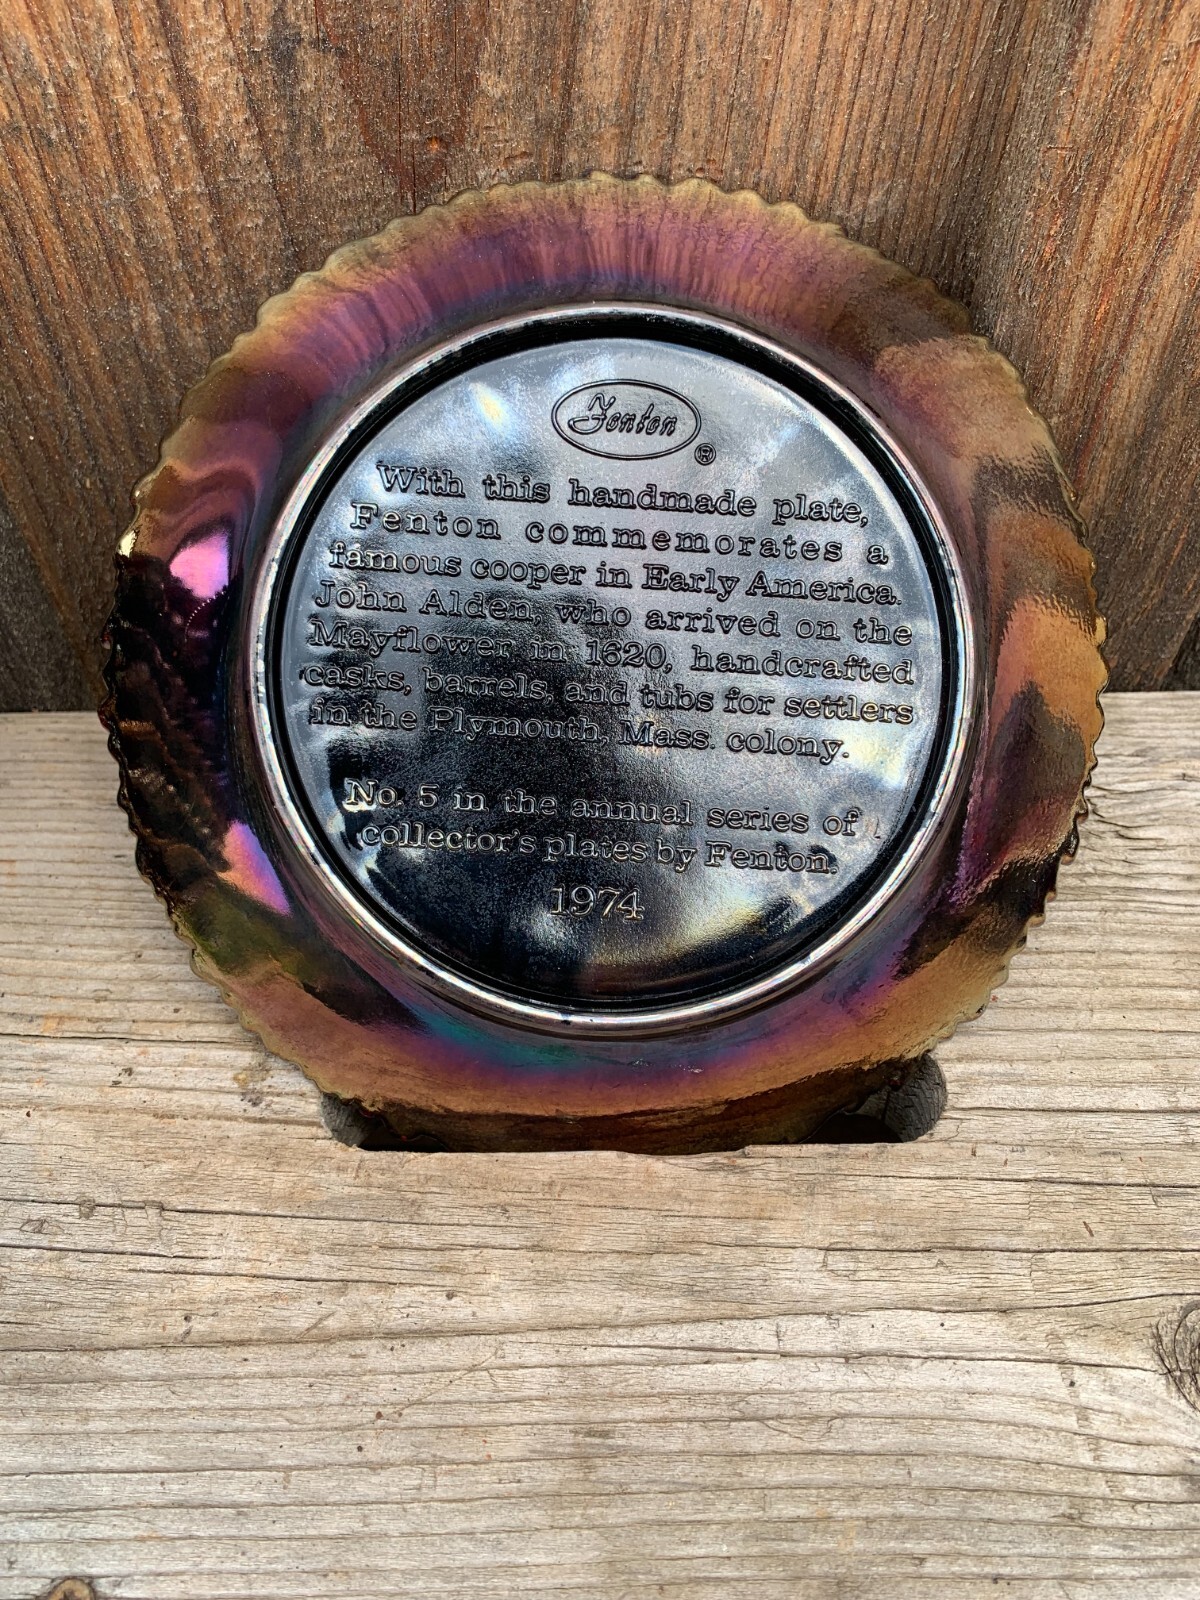 Fenton ®
With this handmade plate,
Fenton commemorates a
famous cooper in Early America.
John Alden, who arrived on the
Mayflower in 1620, handcrafted
casks, barrels, and tubs for settlers
in the Plymouth, Mass. colony.
No. 5 in the annual series of
collector's plates by Fenton.
1974